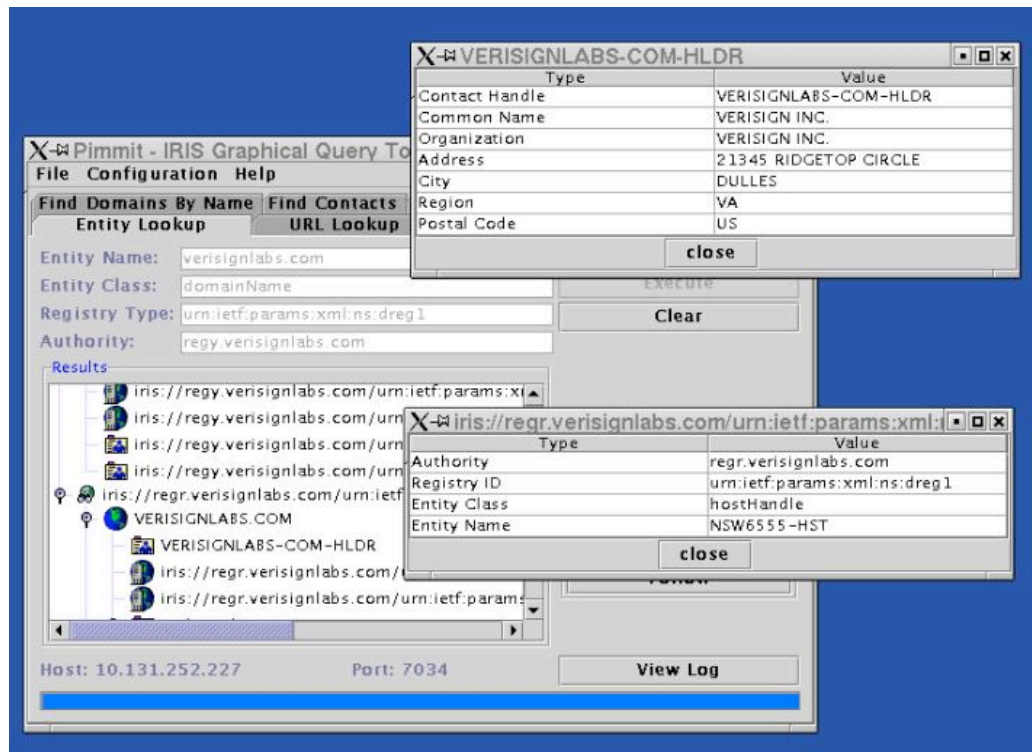 VERISIGNLABS-COM-HLDR
Type Value
Contact Handle VERISIGNLABS-COM-HLDR
Common Name VERISIGN INC.
Organization VERISIGN INC.
Address 21345 RIDGETOP CIRCLE
City DULLES
Region VA
Postal Code US
close
Pimmit - IRIS Graphical Query To
File Configuration Help
Find Domains By Name Find Contacts
Entity Lookup URL Lookup
Entity Name: verisignlabs.com
Entity Class: domainName
Execute
Registry Type: urn:ietf:params:xml:ns:dreg1
Clear
Authority: regy.verisignlabs.com
Results
iris://regy.verisignlabs.com/urn:ietf:params:x
iris://regy.verisignlabs.com/urn
iris://regy.verisignlabs.com/urn
iris://regy.verisignlabs.com/urn
iris://regr.verisignlabs.com/urn:ietf
VERISIGNLABS.COM
VERISIGNLABS-COM-HLDR
iris://regr.verisignlabs.com/
iris://regr.verisignlabs.com/urn:ietf:params
iris://regr.verisignlabs.com/urn:ietf:params:xml:
Type Value
Authority regr.verisignlabs.com
Registry ID urn:ietf:params:xml:ns:dreg1
Entity Class hostHandle
Entity Name NSW6555-HST
close
Host: 10.131.252.227 Port: 7034
View Log